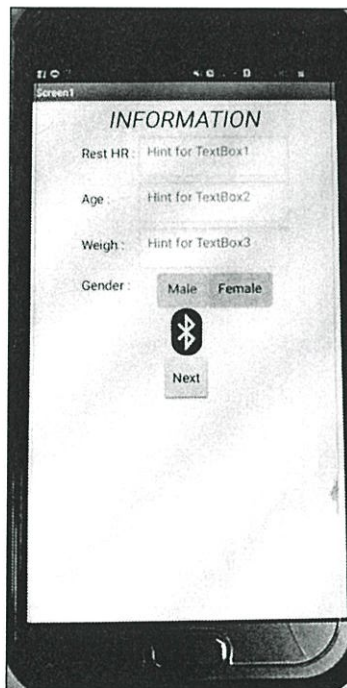 Screen1
INFORMATION
Rest HR : Hint for TextBox1
Age : Hint for TextBox2
Weigh : Hint for TextBox3
Gender : Male Female
Next